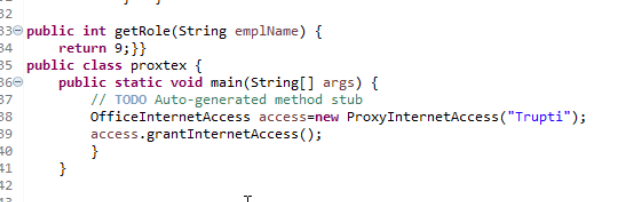 32
33 public int getRole(String emplName) {
34 return 9;}}
35 public class proxtex {
36 public static void main(String[] args) {
37 // TODO Auto-generated method stub
38 OfficeInternetAccess access=new ProxyInternetAccess("Trupti");
39 access.grantInternetAccess();
40 }
41 }
42